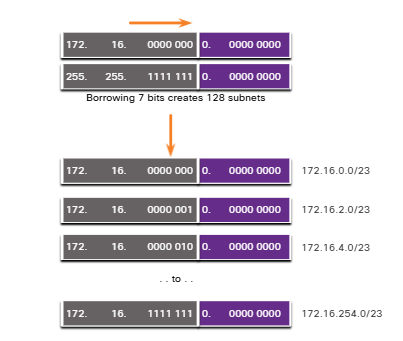 172. 16. 0000 000 0. 0000 0000
255. 255. 1111 111 0. 0000 0000
Borrowing 7 bits creates 128 subnets
172. 16. 0000 000 0. 0000 0000 172.16.0.0/23
172. 16. 0000 001 0. 0000 0000 172.16.2.0/23
172. 16. 0000 010 0. 0000 0000 172.16.4.0/23
. . to . .
172. 16. 1111 111 0. 0000 0000 172.16.254.0/23